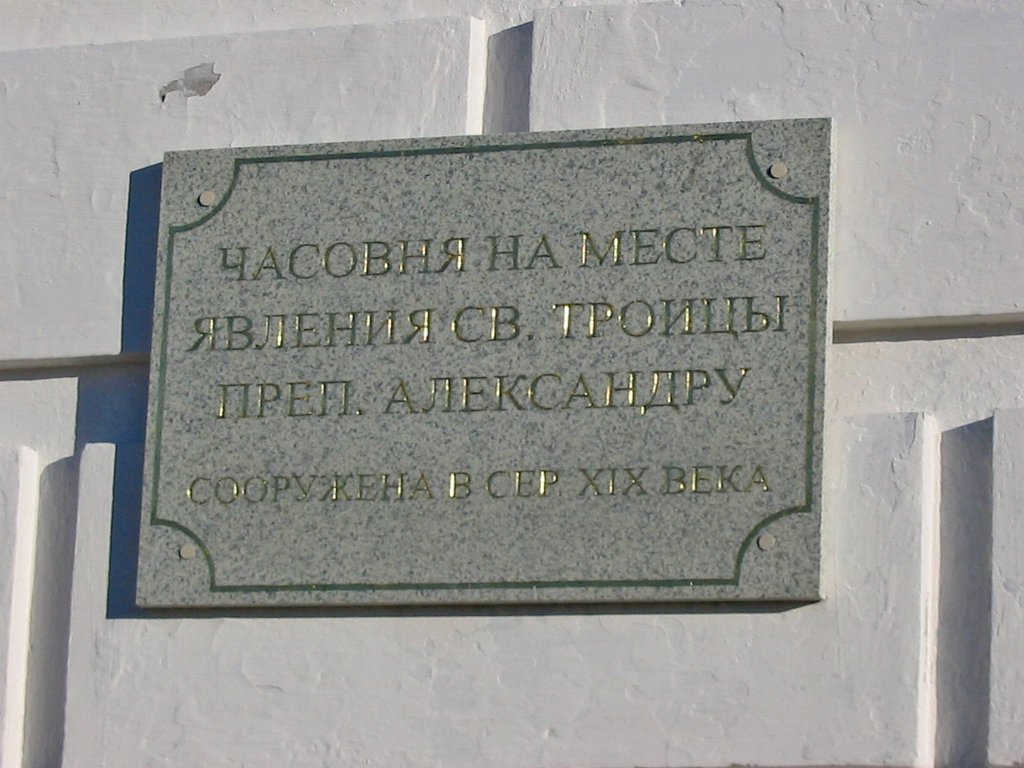 ЧАСОВНЯ НА МЕСТЕ
ЯВЛЕНИЯ СВ. ТРОИЦЫ
ПРЕП. АЛЕКСАНДРУ
СООРУЖЕНА В СЕР. XIX ВЕКА